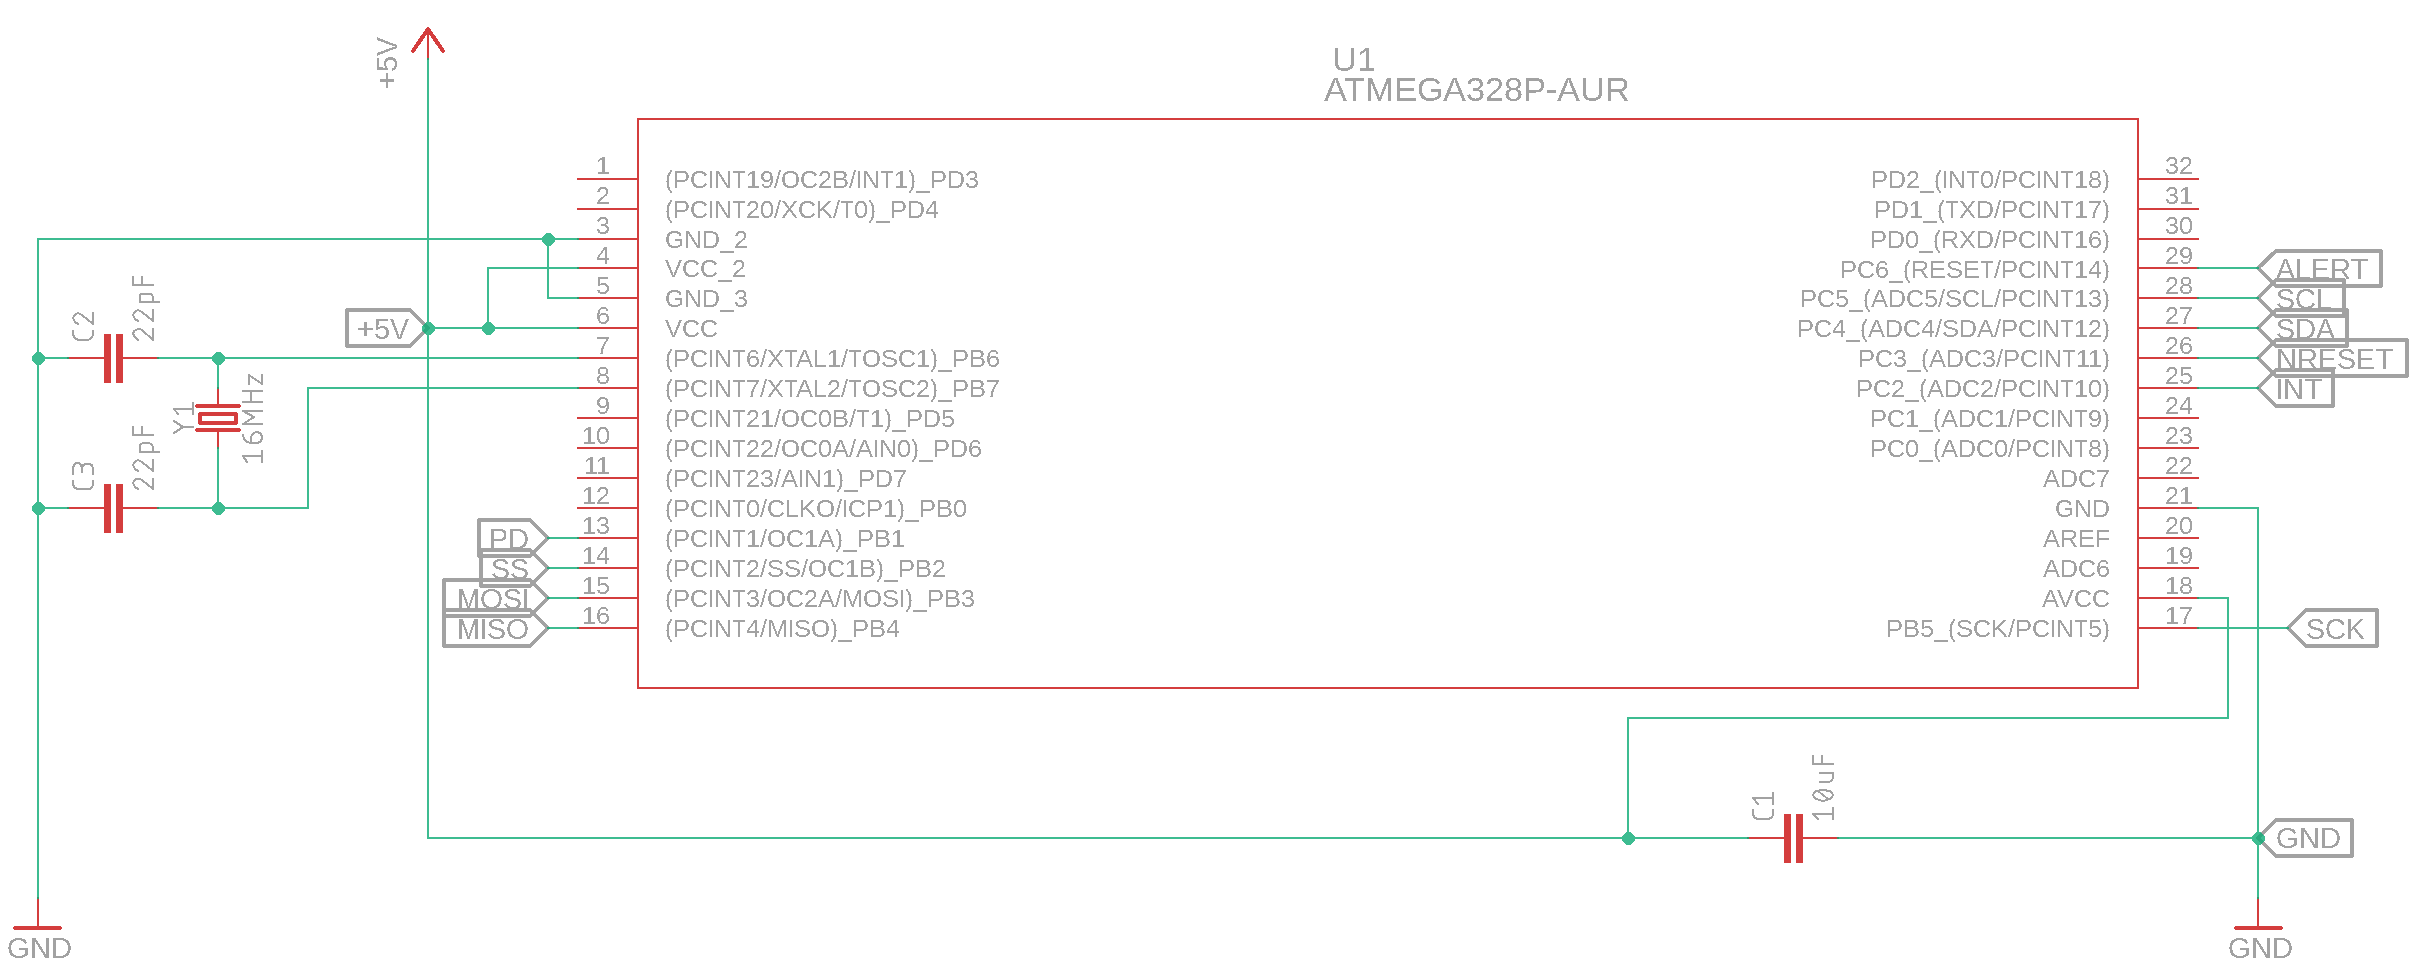 +5V
U1
ATMEGA328P-AUR
1 (PCINT19/OC2B/INT1)_PD3
2 (PCINT20/XCK/T0)_PD4
3 GND_2
4 VCC_2
5 GND_3
+5V 6 VCC
7 (PCINT6/XTAL1/TOSC1)_PB6
8 (PCINT7/XTAL2/TOSC2)_PB7
9 (PCINT21/OC0B/T1)_PD5
10 (PCINT22/OC0A/AIN0)_PD6
11 (PCINT23/AIN1)_PD7
12 (PCINT0/CLKO/ICP1)_PB0
PD 13 (PCINT1/OC1A)_PB1
SS 14 (PCINT2/SS/OC1B)_PB2
MOSI 15 (PCINT3/OC2A/MOSI)_PB3
MISO 16 (PCINT4/MISO)_PB4
PD2_(INT0/PCINT18) 32
PD1_(TXD/PCINT17) 31
PD0_(RXD/PCINT16) 30
PC6_(RESET/PCINT14) 29 ALERT
PC5_(ADC5/SCL/PCINT13) 28 SCL
PC4_(ADC4/SDA/PCINT12) 27 SDA
PC3_(ADC3/PCINT11) 26 NRESET
PC2_(ADC2/PCINT10) 25 INT
PC1_(ADC1/PCINT9) 24
PC0_(ADC0/PCINT8) 23
ADC7 22
GND 21
AREF 20
ADC6 19
AVCC 18
PB5_(SCK/PCINT5) 17 SCK
C2 22pF
Y1 16MHz
C3 22pF
C1 10uF
GND
GND
GND